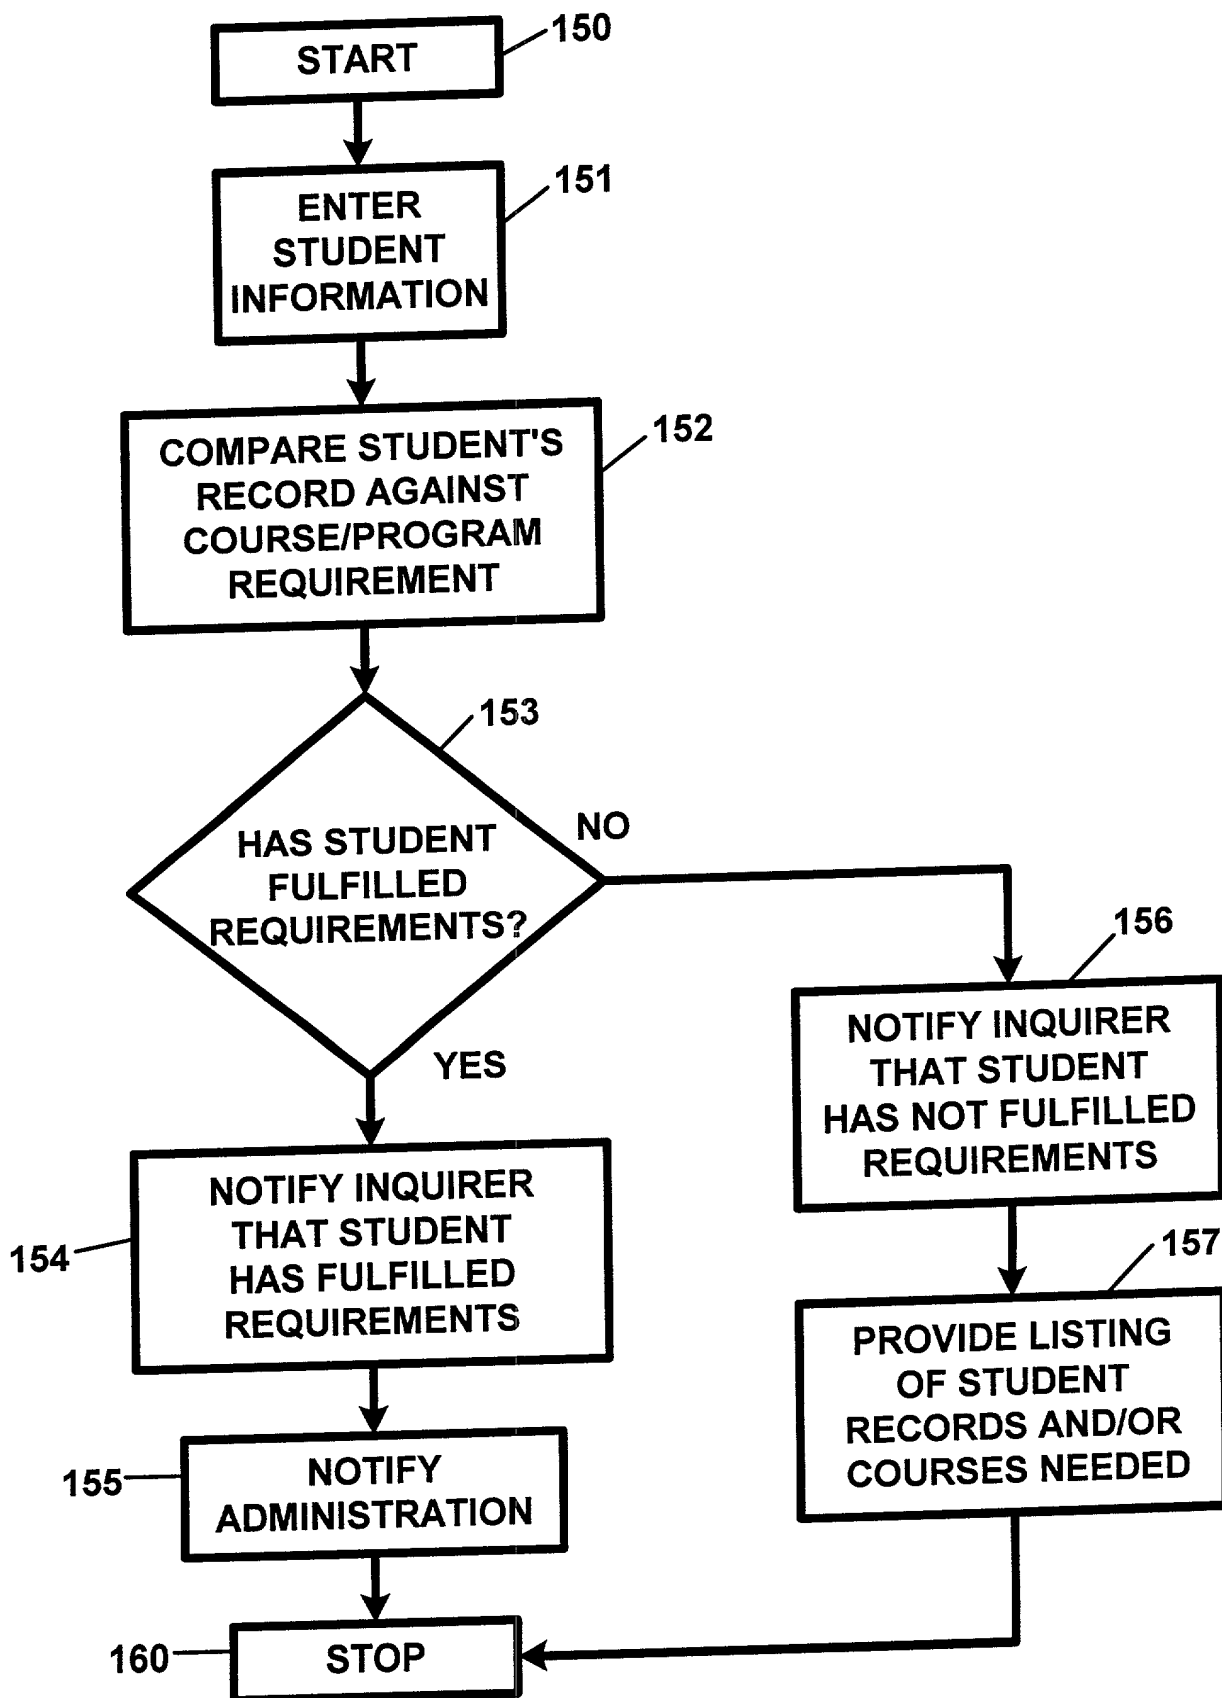 START
150
ENTER
STUDENT
INFORMATION
151
COMPARE STUDENT'S
RECORD AGAINST
COURSE/PROGRAM
REQUIREMENT
152
153
HAS STUDENT
FULFILLED
REQUIREMENTS?
NO
YES
154
NOTIFY INQUIRER
THAT STUDENT
HAS FULFILLED
REQUIREMENTS
155
NOTIFY
ADMINISTRATION
156
NOTIFY INQUIRER
THAT STUDENT
HAS NOT FULFILLED
REQUIREMENTS
157
PROVIDE LISTING
OF STUDENT
RECORDS AND/OR
COURSES NEEDED
160
STOP